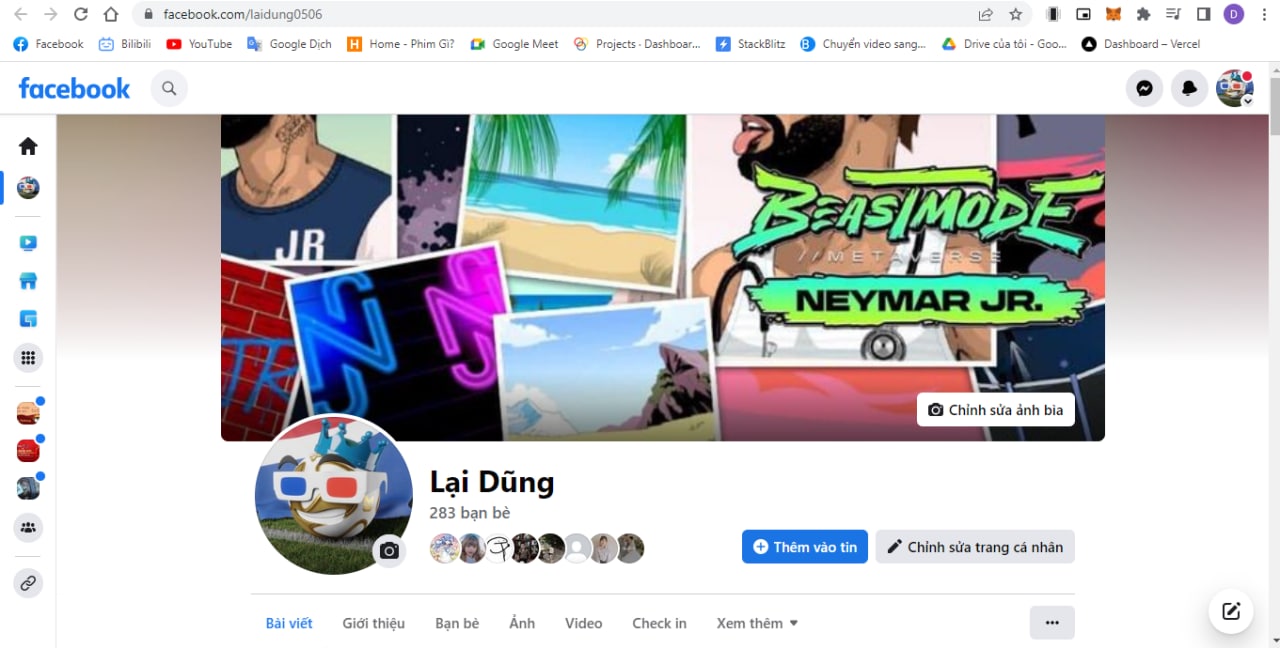 facebook.com/laidung0506
D
Facebook
Bilibili
YouTube
Google Dịch
Home - Phim Gì?
Google Meet
Projects · Dashboar...
StackBlitz
Chuyển video sang...
Drive của tôi - Goo...
Dashboard – Vercel
facebook
JR
BEASTMODE
//METAVERSE
NEYMAR JR.
Chỉnh sửa ảnh bìa
Lại Dũng
283 bạn bè
Thêm vào tin
Chỉnh sửa trang cá nhân
Bài viết
Giới thiệu
Bạn bè
Ảnh
Video
Check in
Xem thêm